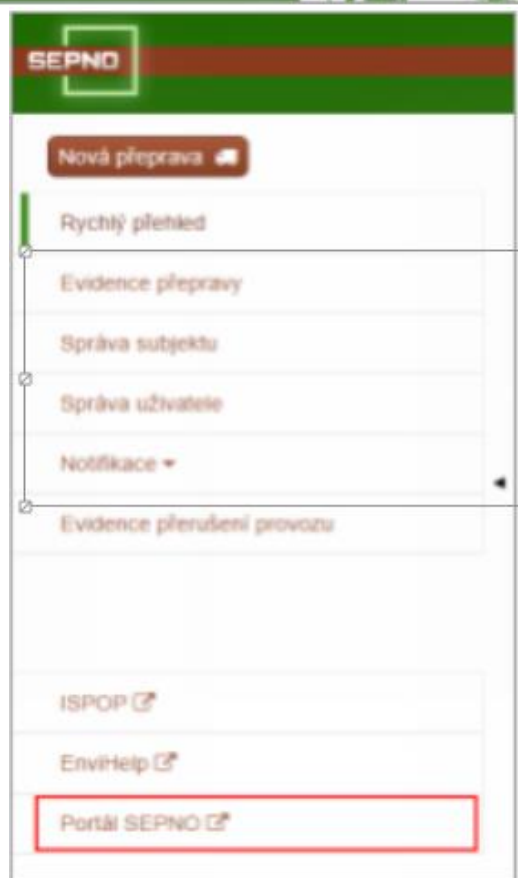 SEPNO
Nová přeprava
Rychlý přehled
Evidence přepravy
Správa subjektu
Správa uživatele
Notifikace
Evidence přerušení provozu
ISPOP
EnviHelp
Portál SEPNO